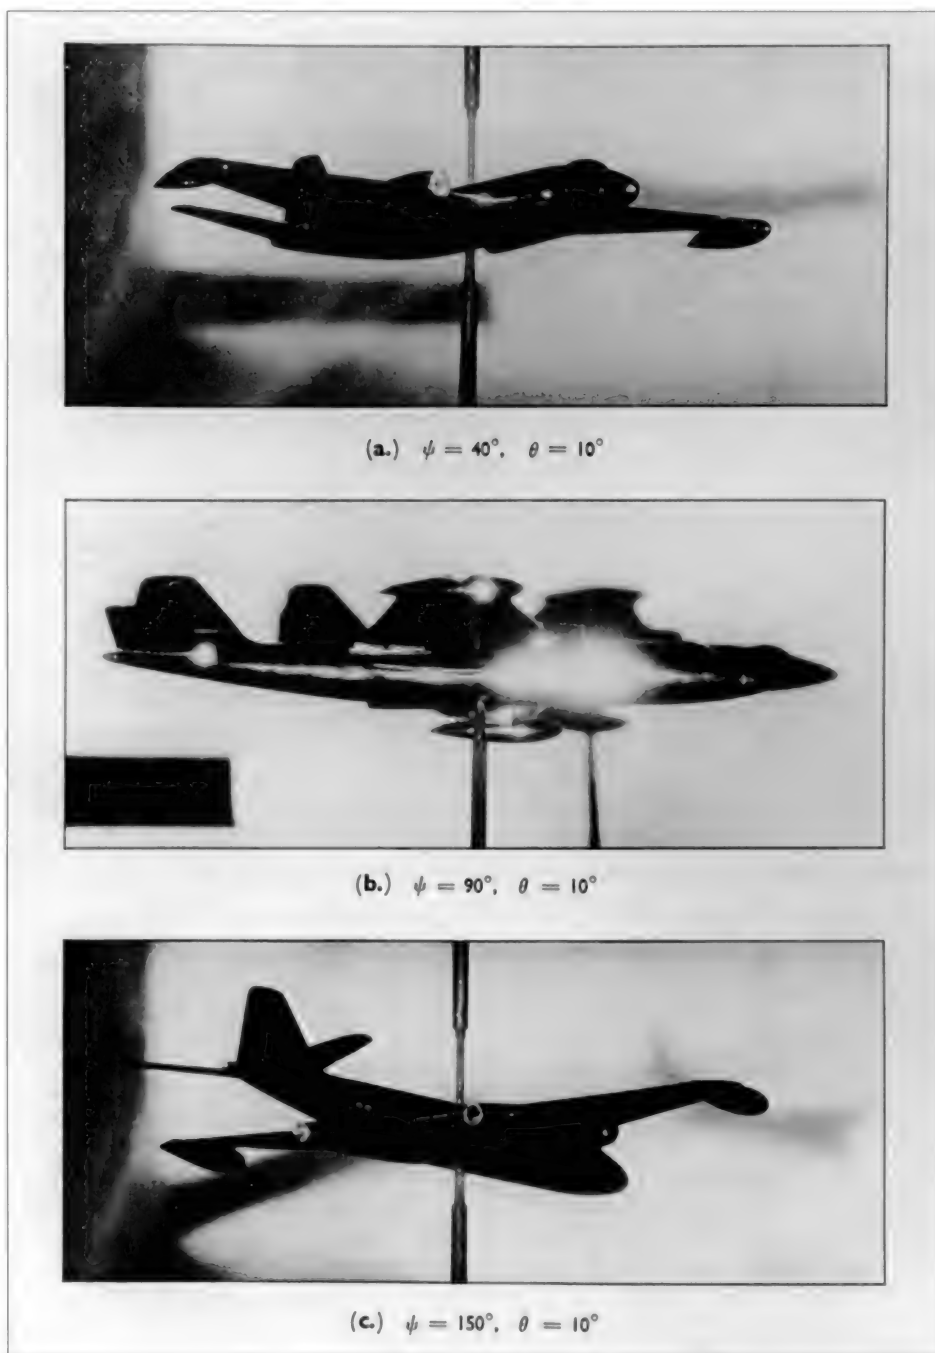 (a.) ψ = 40°, θ = 10°
(b.) ψ = 90°, θ = 10°
(c.) ψ = 150°, θ = 10°